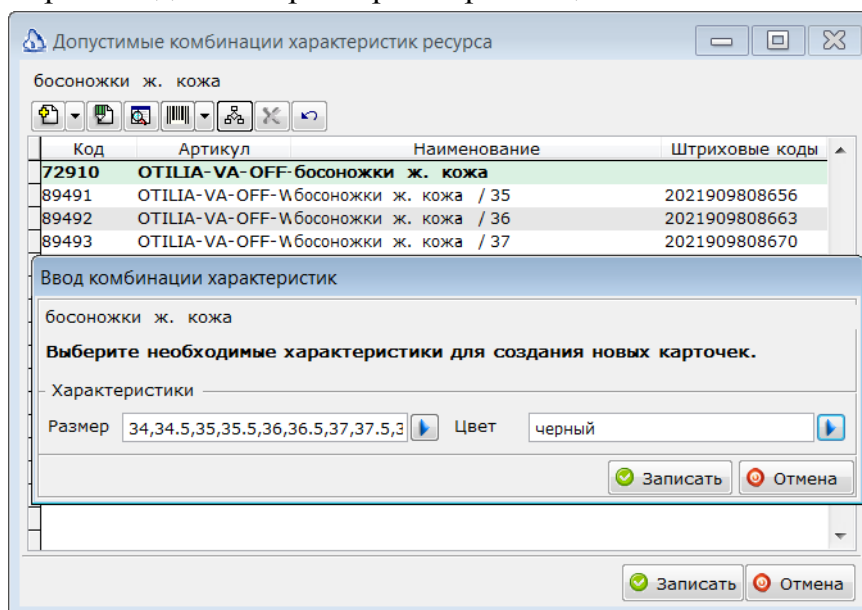 Допустимые комбинации характеристик ресурса
босоножки ж. кожа
Код Артикул Наименование Штриховые коды
72910 OTILIA-VA-OFF- босоножки ж. кожа
89491 OTILIA-VA-OFF-W босоножки ж. кожа / 35 2021909808656
89492 OTILIA-VA-OFF-W босоножки ж. кожа / 36 2021909808663
89493 OTILIA-VA-OFF-W босоножки ж. кожа / 37 2021909808670
Ввод комбинации характеристик
босоножки ж. кожа
Выберите необходимые характеристики для создания новых карточек.
Характеристики
Размер 34,34.5,35,35.5,36,36.5,37,37.5,3 Цвет черный
Записать Отмена
Записать Отмена